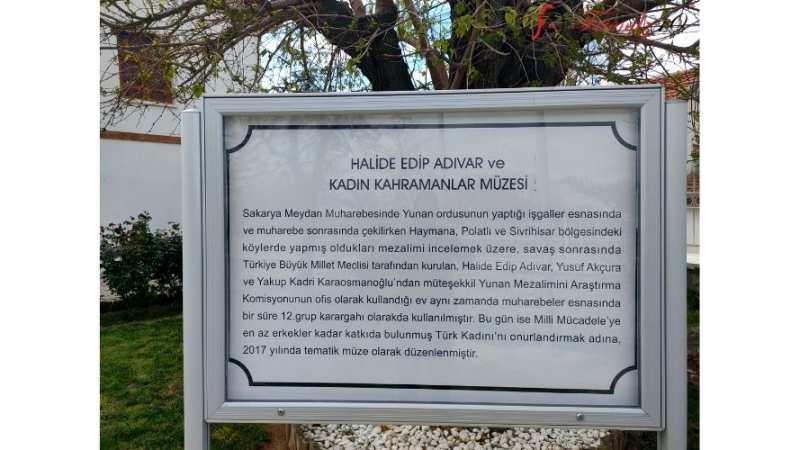 HALİDE EDİP ADIVAR ve
KADIN KAHRAMANLAR MÜZESİ
Sakarya Meydan Muharebesinde Yunan ordusunun yaptığı işgaller esnasında
ve muharebe sonrasında çekilirken Haymana, Polatlı ve Sivrihisar bölgesindeki
köylerde yapmış oldukları mezalimi incelemek üzere, savaş sonrasında
Türkiye Büyük Millet Meclisi tarafından kurulan, Halide Edip Adıvar, Yusuf Akçura
ve Yakup Kadri Karaosmanoğlu'ndan müteşekkil Yunan Mezalimini Araştırma
Komisyonunun ofis olarak kullandığı ev aynı zamanda muharebeler esnasında
bir süre 12.grup karargahı olarakda kullanılmıştır. Bu gün ise Milli Mücadele'ye
en az erkekler kadar katkıda bulunmuş Türk Kadını'nı onurlandırmak adına,
2017 yılında tematik müze olarak düzenlenmiştir.